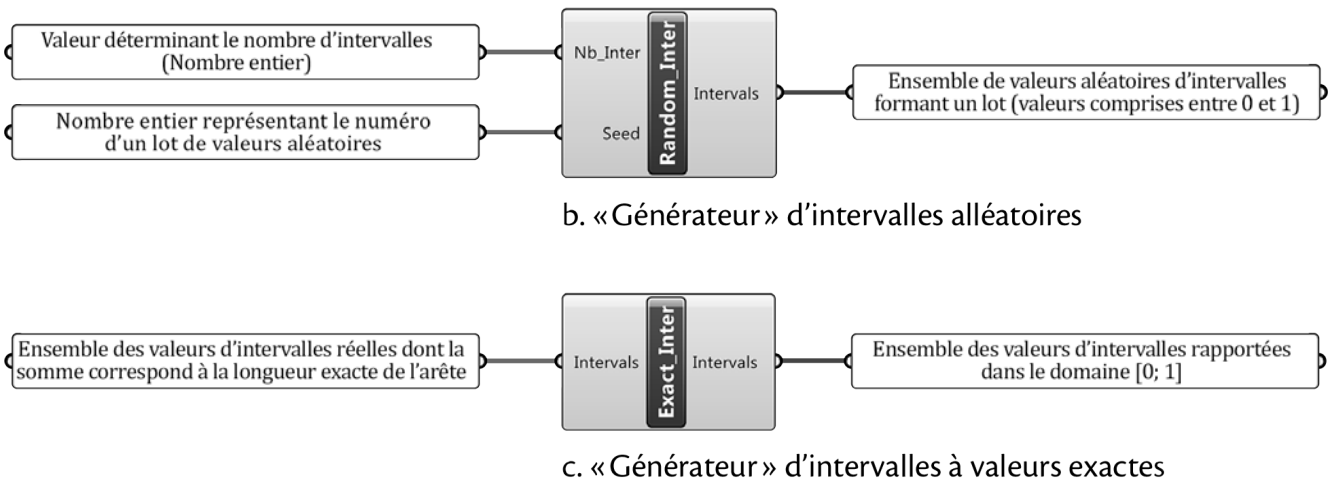 Valeur déterminant le nombre d'intervalles
(Nombre entier)
Nombre entier représentant le numéro
d'un lot de valeurs aléatoires
Nb_Inter
Seed
Random_Inter
Intervals
Ensemble de valeurs aléatoires d'intervalles
formant un lot (valeurs comprises entre 0 et 1)
b. « Générateur » d'intervalles alléatoires
Ensemble des valeurs d'intervalles réelles dont la
somme correspond à la longueur exacte de l'arête
Intervals
Exact_Inter
Intervals
Ensemble des valeurs d'intervalles rapportées
dans le domaine [0; 1]
c. « Générateur » d'intervalles à valeurs exactes